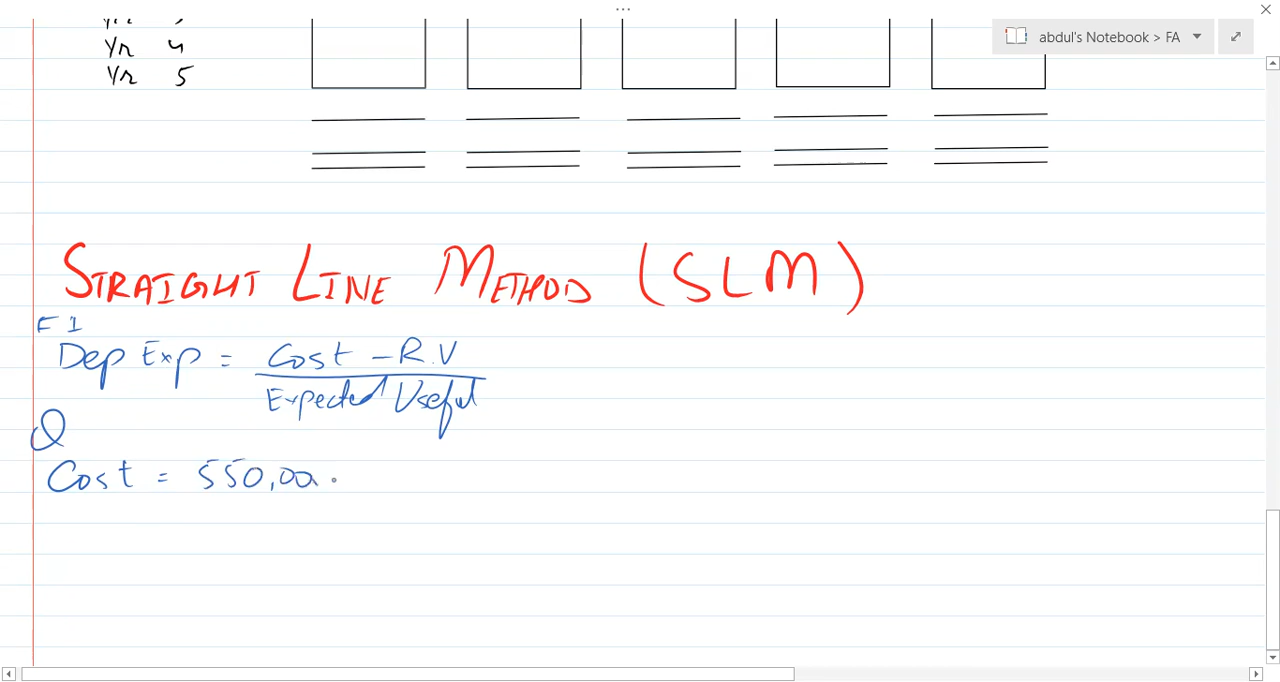 ...
abdul's Notebook > FA
Yr 4
Yr 5
STRAIGHT LINE METHOD (SLM)
F 1
Dep Exp = Cost - R.V
Expected Useful
Q
Cost = 550,00